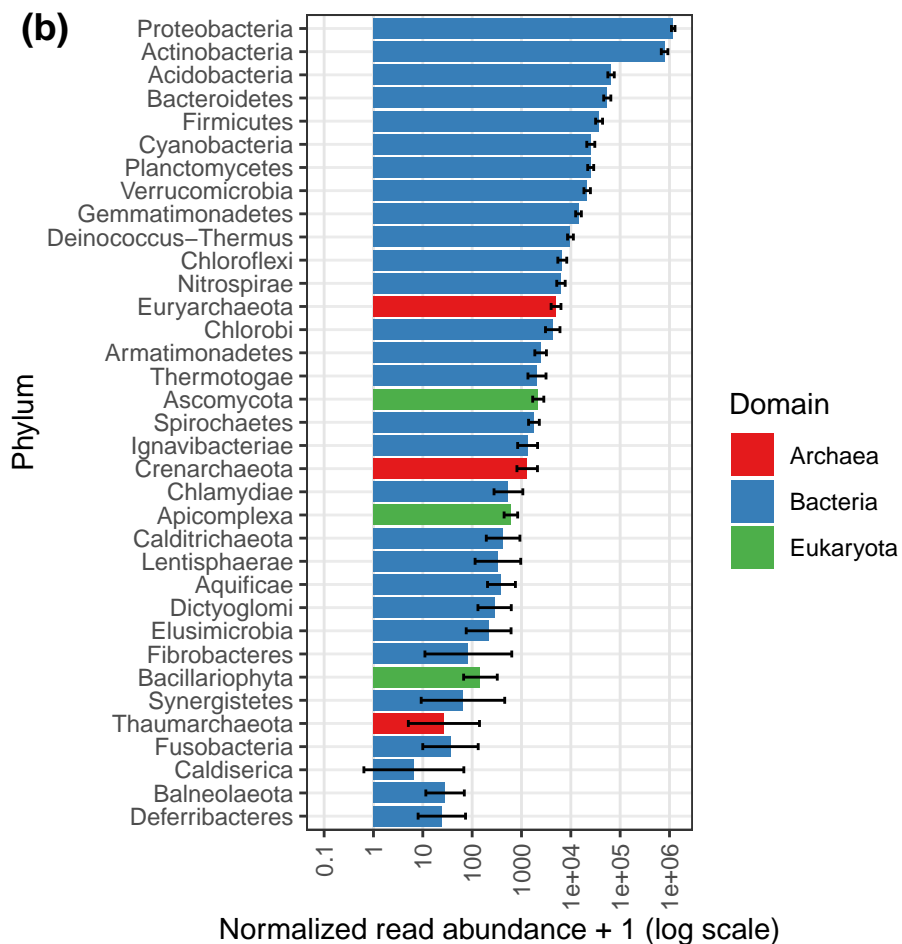 (b)
Proteobacteria
Actinobacteria
Acidobacteria
Bacteroidetes
Firmicutes
Cyanobacteria
Planctomycetes
Verrucomicrobia
Gemmatimonadetes
Deinococcus−Thermus
Chloroflexi
Nitrospirae
Euryarchaeota
Chlorobi
Armatimonadetes
Thermotogae
Ascomycota
Spirochaetes
Ignavibacteriae
Crenarchaeota
Chlamydiae
Apicomplexa
Calditrichaeota
Lentisphaerae
Aquificae
Dictyoglomi
Elusimicrobia
Fibrobacteres
Bacillariophyta
Synergistetes
Thaumarchaeota
Fusobacteria
Caldiserica
Balneolaeota
Deferribacteres
Phylum
0.1
1
10
100
1000
1e+04
1e+05
1e+06
Normalized read abundance + 1 (log scale)
Domain
Archaea
Bacteria
Eukaryota